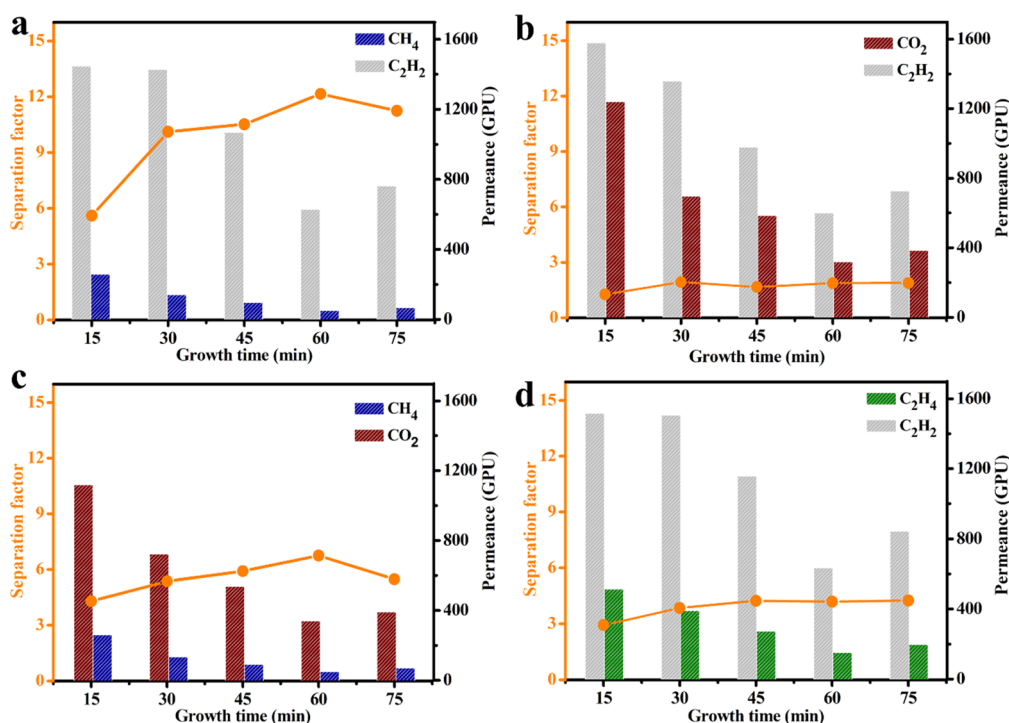 a
CH4
C2H2
Separation factor
Permeance (GPU)
15
12
9
6
3
0
1600
1200
800
400
0
15 30 45 60 75
Growth time (min)
b
CO2
C2H2
Separation factor
Permeance (GPU)
15
12
9
6
3
0
1600
1200
800
400
0
15 30 45 60 75
Growth time (min)
c
CH4
CO2
Separation factor
Permeance (GPU)
15
12
9
6
3
0
1600
1200
800
400
0
15 30 45 60 75
Growth time (min)
d
C2H4
C2H2
Separation factor
Permeance (GPU)
15
12
9
6
3
0
1600
1200
800
400
0
15 30 45 60 75
Growth time (min)